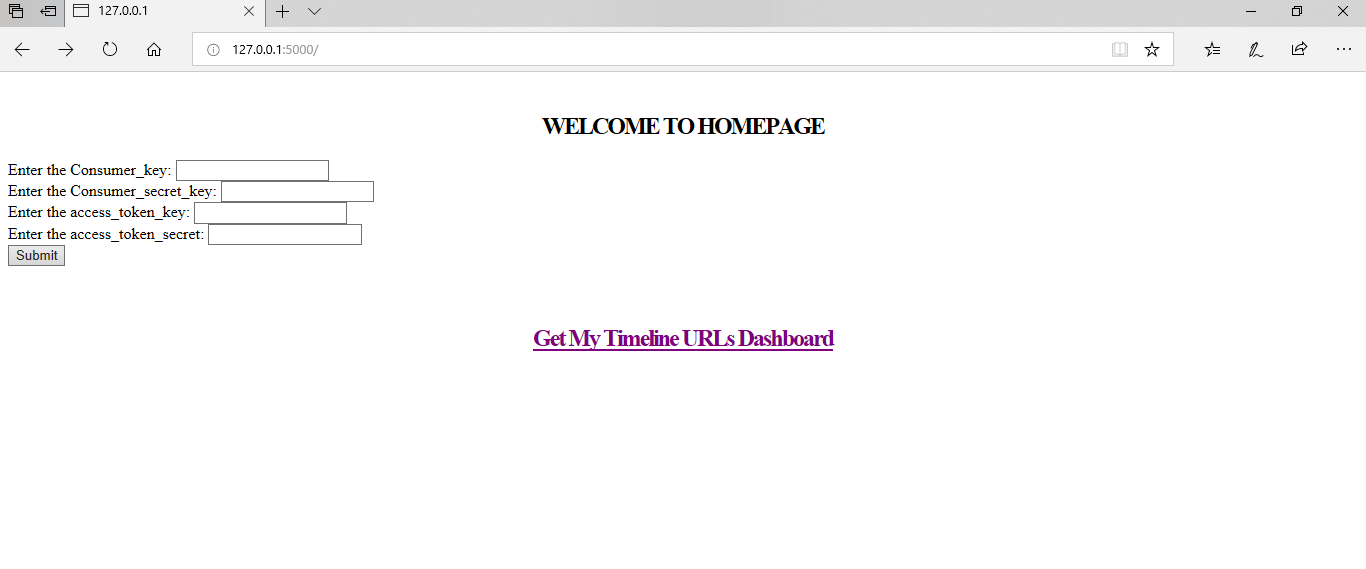 127.0.0.1
127.0.0.1:5000/
WELCOME TO HOMEPAGE
Enter the Consumer_key:
Enter the Consumer_secret_key:
Enter the access_token_key:
Enter the access_token_secret:
Submit
Get My Timeline URLs Dashboard